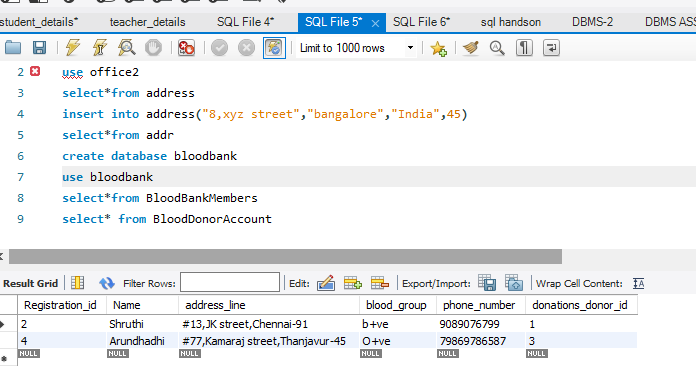 student_details* teacher_details SQL File 4* SQL File 5* SQL File 6* sql handson DBMS-2 DBMS ASS
Limit to 1000 rows
2 use office2
3 select*from address
4 insert into address("8,xyz street","bangalore","India",45)
5 select*from addr
6 create database bloodbank
7 use bloodbank
8 select*from BloodBankMembers
9 select* from BloodDonorAccount
Result Grid Filter Rows: Edit: Export/Import: Wrap Cell Content:
Registration_id Name address_line blood_group phone_number donations_donor_id
2 Shruthi #13,JK street,Chennai-91 b+ve 9089076799 1
4 Arundhadhi #77,Kamaraj street,Thanjavur-45 O+ve 79869786587 3
NULL NULL NULL NULL NULL NULL